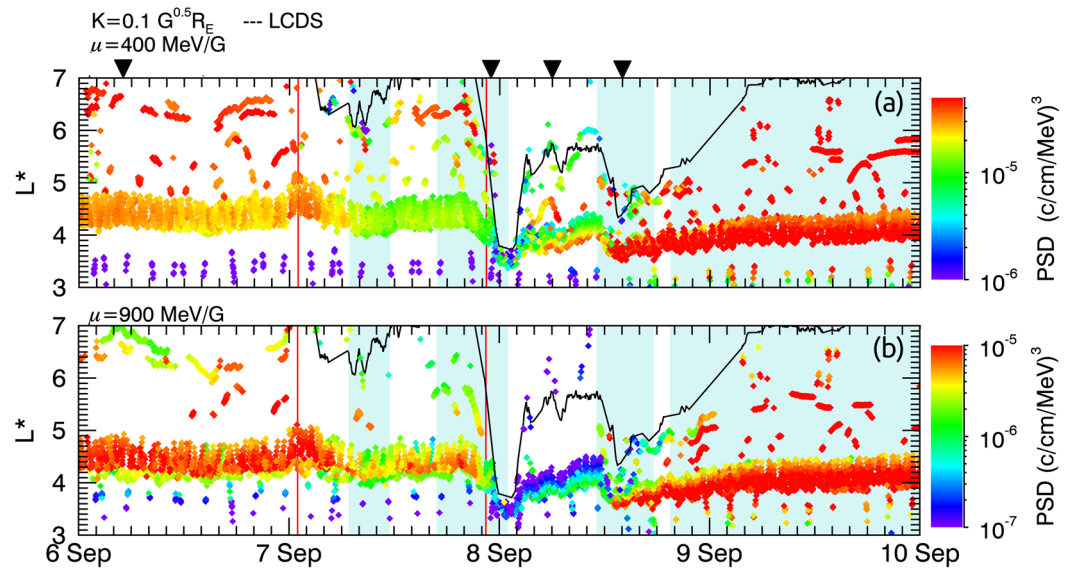 K=0.1 G^0.5 R_E --- LCDS
μ=400 MeV/G
7
6
5
4
3
L*
(a)
10^-5
10^-6
PSD (c/cm/MeV)^3
μ=900 MeV/G
7
6
5
4
3
L*
(b)
10^-5
10^-6
10^-7
PSD (c/cm/MeV)^3
6 Sep 7 Sep 8 Sep 9 Sep 10 Sep